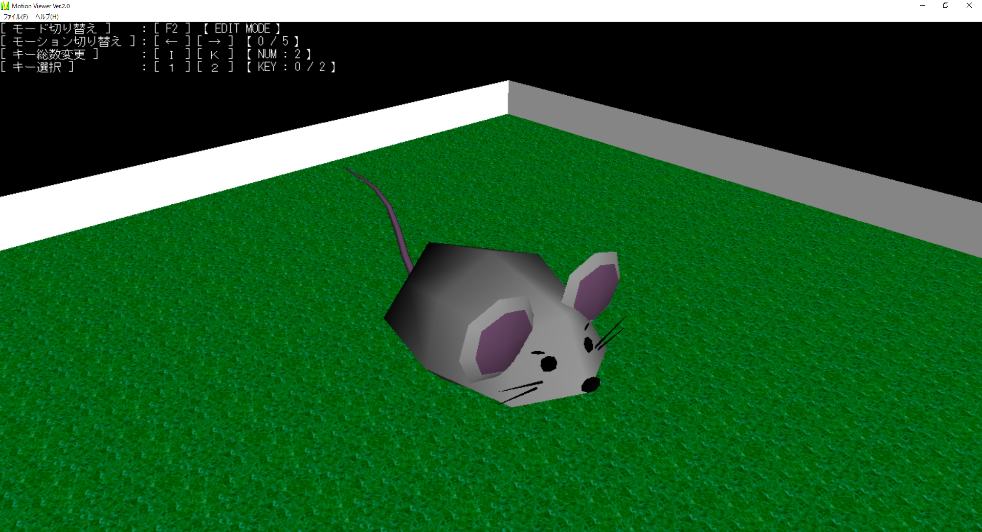 Motion Viewer Ver.2.0
ファイル(F) ヘルプ(H)
[ モード切り替え ] : [ F2 ] 【 EDIT MODE 】
[ モーション切り替え ] : [ ← ] [ → ] 【 0 / 5 】
[ キー総数変更 ] : [ I ] [ K ] 【 NUM : 2 】
[ キー選択 ] : [ 1 ] [ 2 ] 【 KEY : 0 / 2 】